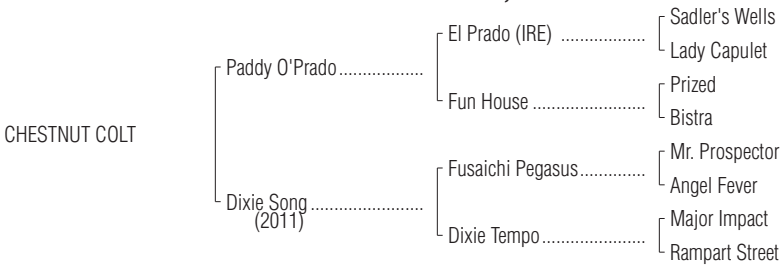 Sadler's Wells
El Prado (IRE) ..................
Lady Capulet
Paddy O'Prado..................
Prized
Fun House ........................
Bistra
CHESTNUT COLT
Mr. Prospector
Fusaichi Pegasus..............
Angel Fever
Dixie Song ........................
(2011)
Major Impact
Dixie Tempo......................
Rampart Street